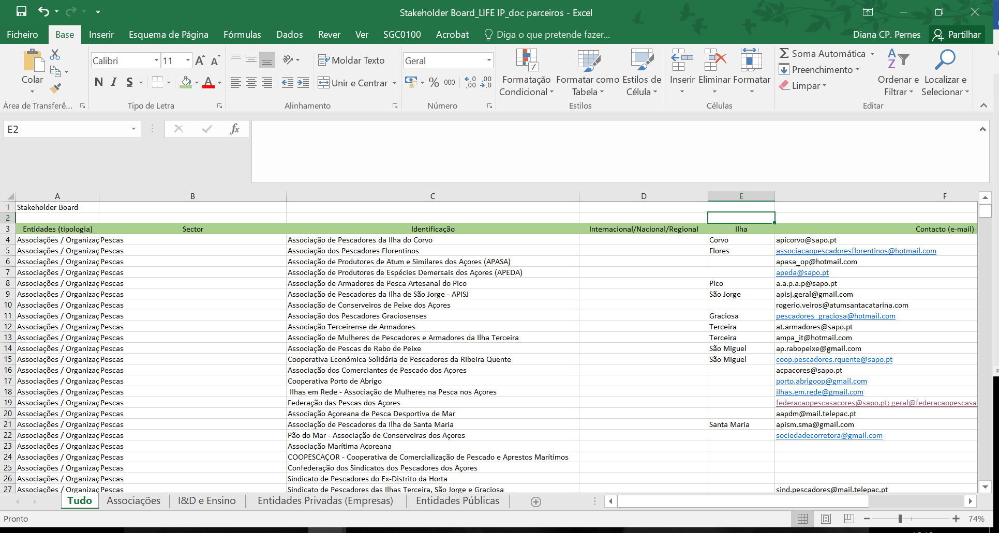 Stakeholder Board_LIFE IP_doc parceiros - Excel
Ficheiro Base Inserir Esquema de Página Fórmulas Dados Rever Ver SGC0100 Acrobat Diga o que pretende fazer... Diana CP. Pernes Partilhar
Colar
Área de Transferê...
Calibri 11
N I S
Tipo de Letra
Moldar Texto
Unir e Centrar
Alinhamento
Geral
% 000 ,00 ,00
Número
Formatação Condicional
Formatar como Tabela
Estilos de Célula
Estilos
Inserir Eliminar Formatar
Células
Soma Automática
Preenchimento
Limpar
Ordenar e Filtrar
Localizar e Selecionar
Editar
E2 fx
A B C D E F
1 Stakeholder Board
2
3 Entidades (tipologia) Sector Identificação Internacional/Nacional/Regional Ilha Contacto (e-mail)
4 Associações / Organizaç Pescas Associação de Pescadores da Ilha do Corvo Corvo apicorvo@sapo.pt
5 Associações / Organizaç Pescas Associação dos Pescadores Florentinos Flores associacaopescadoresflorentinos@hotmail.com
6 Associações / Organizaç Pescas Associação de Produtores de Atum e Similares dos Açores (APASA) apasa_op@hotmail.com
7 Associações / Organizaç Pescas Associação de Produtores de Espécies Demersais dos Açores (APEDA) apeda@sapo.pt
8 Associações / Organizaç Pescas Associação de Armadores de Pesca Artesanal do Pico Pico a.a.p.a.p@sapo.pt
9 Associações / Organizaç Pescas Associação de Pescadores da Ilha de São Jorge - APISJ São Jorge apisj.geral@gmail.com
10 Associações / Organizaç Pescas Associação de Conserveiros de Peixe dos Açores rogerio.veiros@atumsantacatarina.com
11 Associações / Organizaç Pescas Associação dos Pescadores Graciosenses Graciosa pescadores_graciosa@hotmail.com
12 Associações / Organizaç Pescas Associação Terceirense de Armadores Terceira at.armadores@sapo.pt
13 Associações / Organizaç Pescas Associação de Mulheres de Pescadores e Armadores da Ilha Terceira Terceira ampa_it@hotmail.com
14 Associações / Organizaç Pescas Associação de Pescas de Rabo de Peixe São Miguel ap.rabopeixe@gmail.com
15 Associações / Organizaç Pescas Cooperativa Económica Solidária de Pescadores da Ribeira Quente São Miguel coop.pescadores.rquente@sapo.pt
16 Associações / Organizaç Pescas Associação dos Comerciantes de Pescado dos Açores acpacores@sapo.pt
17 Associações / Organizaç Pescas Cooperativa Porto de Abrigo porto.abrigoop@gmail.com
18 Associações / Organizaç Pescas Ilhas em Rede - Associação de Mulheres na Pesca nos Açores ilhas.em.rede@gmail.com
19 Associações / Organizaç Pescas Federação das Pescas dos Açores federacaopescasacores@sapo.pt; geral@federacaopescasa
20 Associações / Organizaç Pescas Associação Açoreana de Pesca Desportiva de Mar aapdm@mail.telepac.pt
21 Associações / Organizaç Pescas Associação de Pescadores da Ilha de Santa Maria Santa Maria apism.sma@gmail.com
22 Associações / Organizaç Pescas Pão do Mar - Associação de Conserveiras dos Açores sociedadecorretora@gmail.com
23 Associações / Organizaç Pescas Associação Marítima Açoreana
24 Associações / Organizaç Pescas COOPESCAÇOR - Cooperativa de Comercialização de Pescado e Aprestos Marítimos
25 Associações / Organizaç Pescas Confederação dos Sindicatos dos Pescadores dos Açores
26 Associações / Organizaç Pescas Sindicato de Pescadores do Ex-Distrito da Horta
27 Associações / Organizaç Pescas Sindicato de Pescadores das Ilhas Terceira, São Jorge e Graciosa sind.pescadores@mail.telepac.pt
Tudo Associações I&D e Ensino Entidades Privadas (Empresas) Entidades Públicas
Pronto 74%